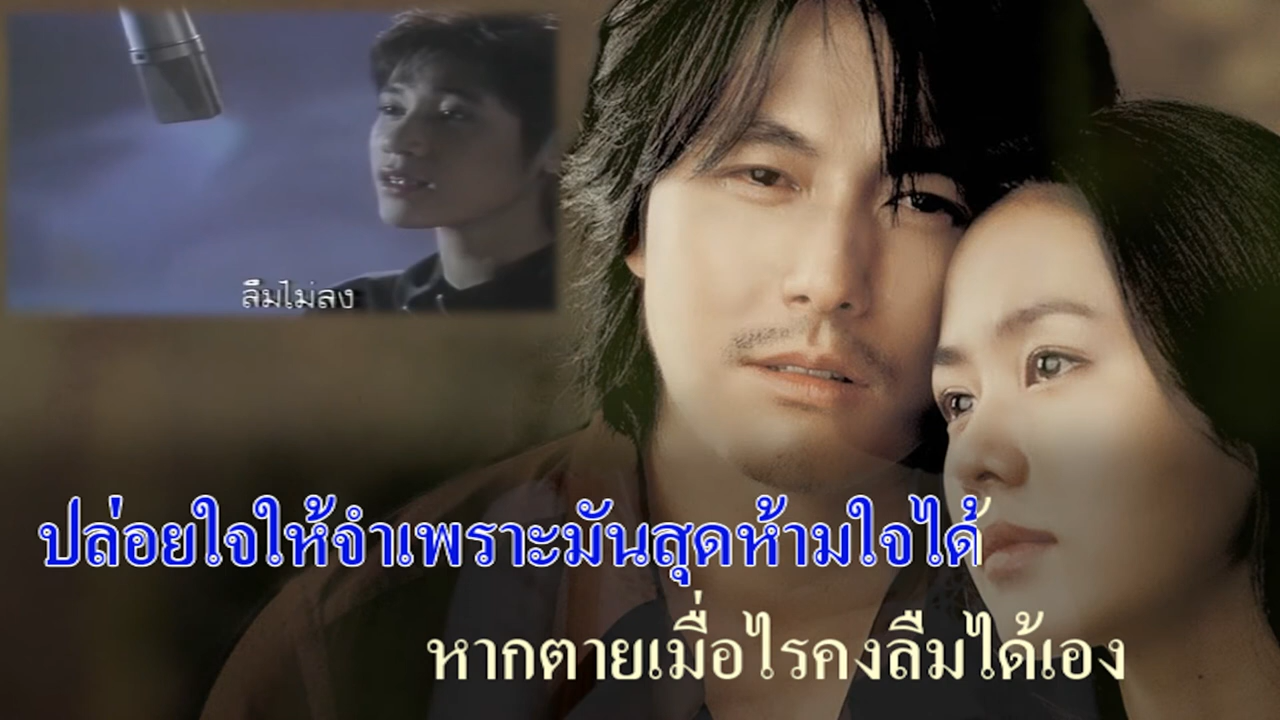 ลืมไม่ลง
ปล่อยใจให้จำเพราะมันสุดห้ามใจได้
หากตายเมื่อไรคงลืมได้เอง